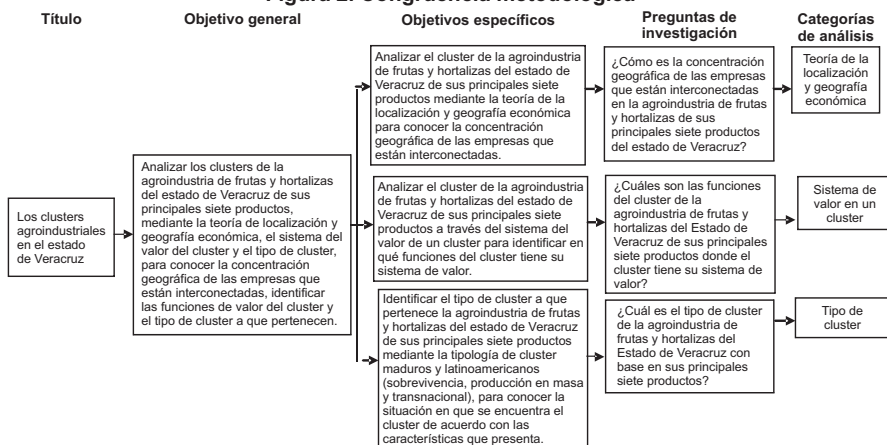 Figura 2. Congruencia metodológica
Título
Objetivo general
Objetivos específicos
Preguntas de
investigación
Categorías
de análisis
Los clusters
agroindustriales
en el estado
de Veracruz
Analizar los clusters de la
agroindustria de frutas y hortalizas
del estado de Veracruz de sus
principales siete productos,
mediante la teoría de localización y
geografía económica, el sistema del
valor del cluster y el tipo de cluster,
para conocer la concentración
geográfica de las empresas que
están interconectadas, identificar
las funciones de valor del cluster y
el tipo de cluster a que pertenecen.
Analizar el cluster de la agroindustria
de frutas y hortalizas del estado de
Veracruz de sus principales siete
productos mediante la teoría de la
localización y geografía económica
para conocer la concentración
geográfica de las empresas que
están interconectadas.
¿Cómo es la concentración
geográfica de las empresas
que están interconectadas
en la agroindustria de frutas
y hortalizas de sus
principales siete productos
del estado de Veracruz?
Teoría de la
localización
y geografía
económica
Analizar el cluster de la agroindustria
de frutas y hortalizas del estado de
Veracruz de sus principales siete
productos a través del sistema del
valor de un cluster para identificar en
qué funciones del cluster tiene su
sistema de valor.
¿Cuáles son las funciones
del cluster de la
agroindustria de frutas y
hortalizas del Estado de
Veracruz de sus principales
siete productos donde el
cluster tiene su sistema de
valor?
Sistema de
valor en un
cluster
Identificar el tipo de cluster a que
pertenece la agroindustria de frutas
y hortalizas del estado de Veracruz
de sus principales siete productos
mediante la tipología de cluster
maduros y latinoamericanos
(sobrevivencia, producción en masa
y transnacional), para conocer la
situación en que se encuentra el
cluster de acuerdo con las
características que presenta.
¿Cuál es el tipo de cluster
de la agroindustria de
frutas y hortalizas del
Estado de Veracruz con
base en sus principales
siete productos?
Tipo de
cluster